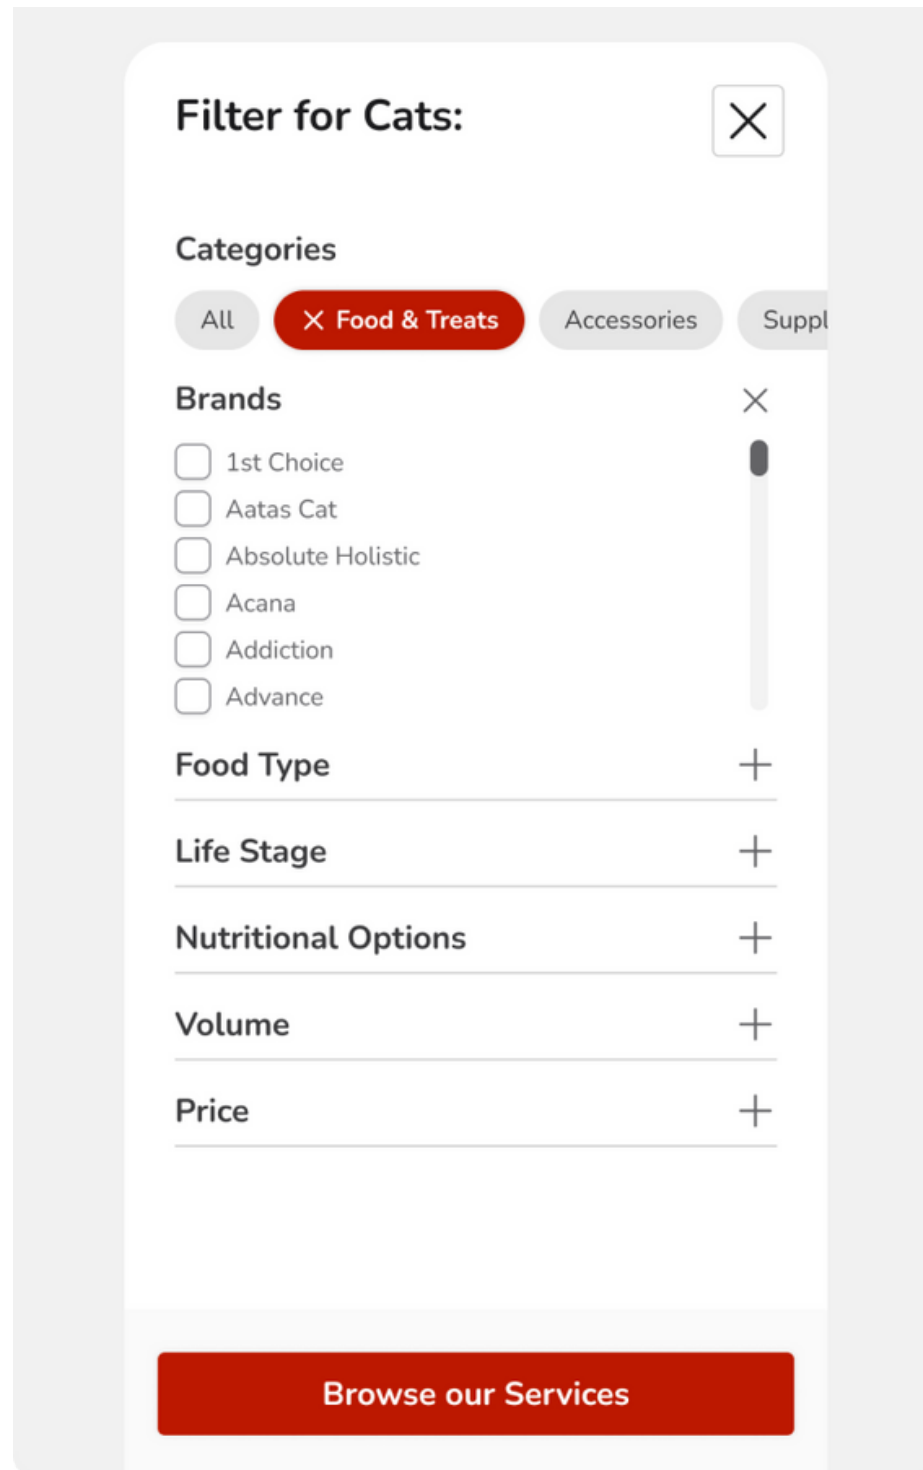 Filter for Cats:
Categories
All
Food & Treats
Accessories
Suppl
Brands
1st Choice
Aatas Cat
Absolute Holistic
Acana
Addiction
Advance
Food Type
Life Stage
Nutritional Options
Volume
Price
Browse our Services